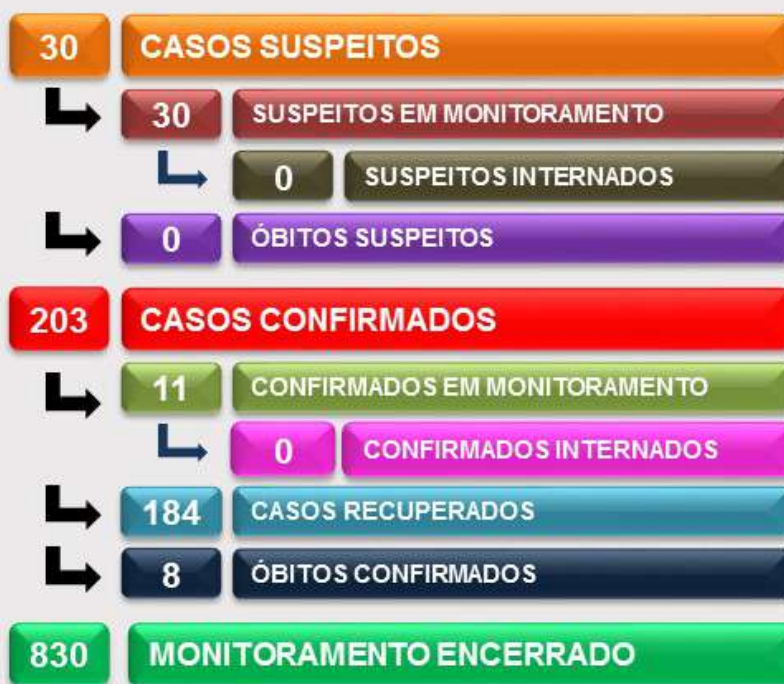 30 CASOS SUSPEITOS
30 SUSPEITOS EM MONITORAMENTO
0 SUSPEITOS INTERNADOS
0 ÓBITOS SUSPEITOS
203 CASOS CONFIRMADOS
11 CONFIRMADOS EM MONITORAMENTO
0 CONFIRMADOS INTERNADOS
184 CASOS RECUPERADOS
8 ÓBITOS CONFIRMADOS
830 MONITORAMENTO ENCERRADO